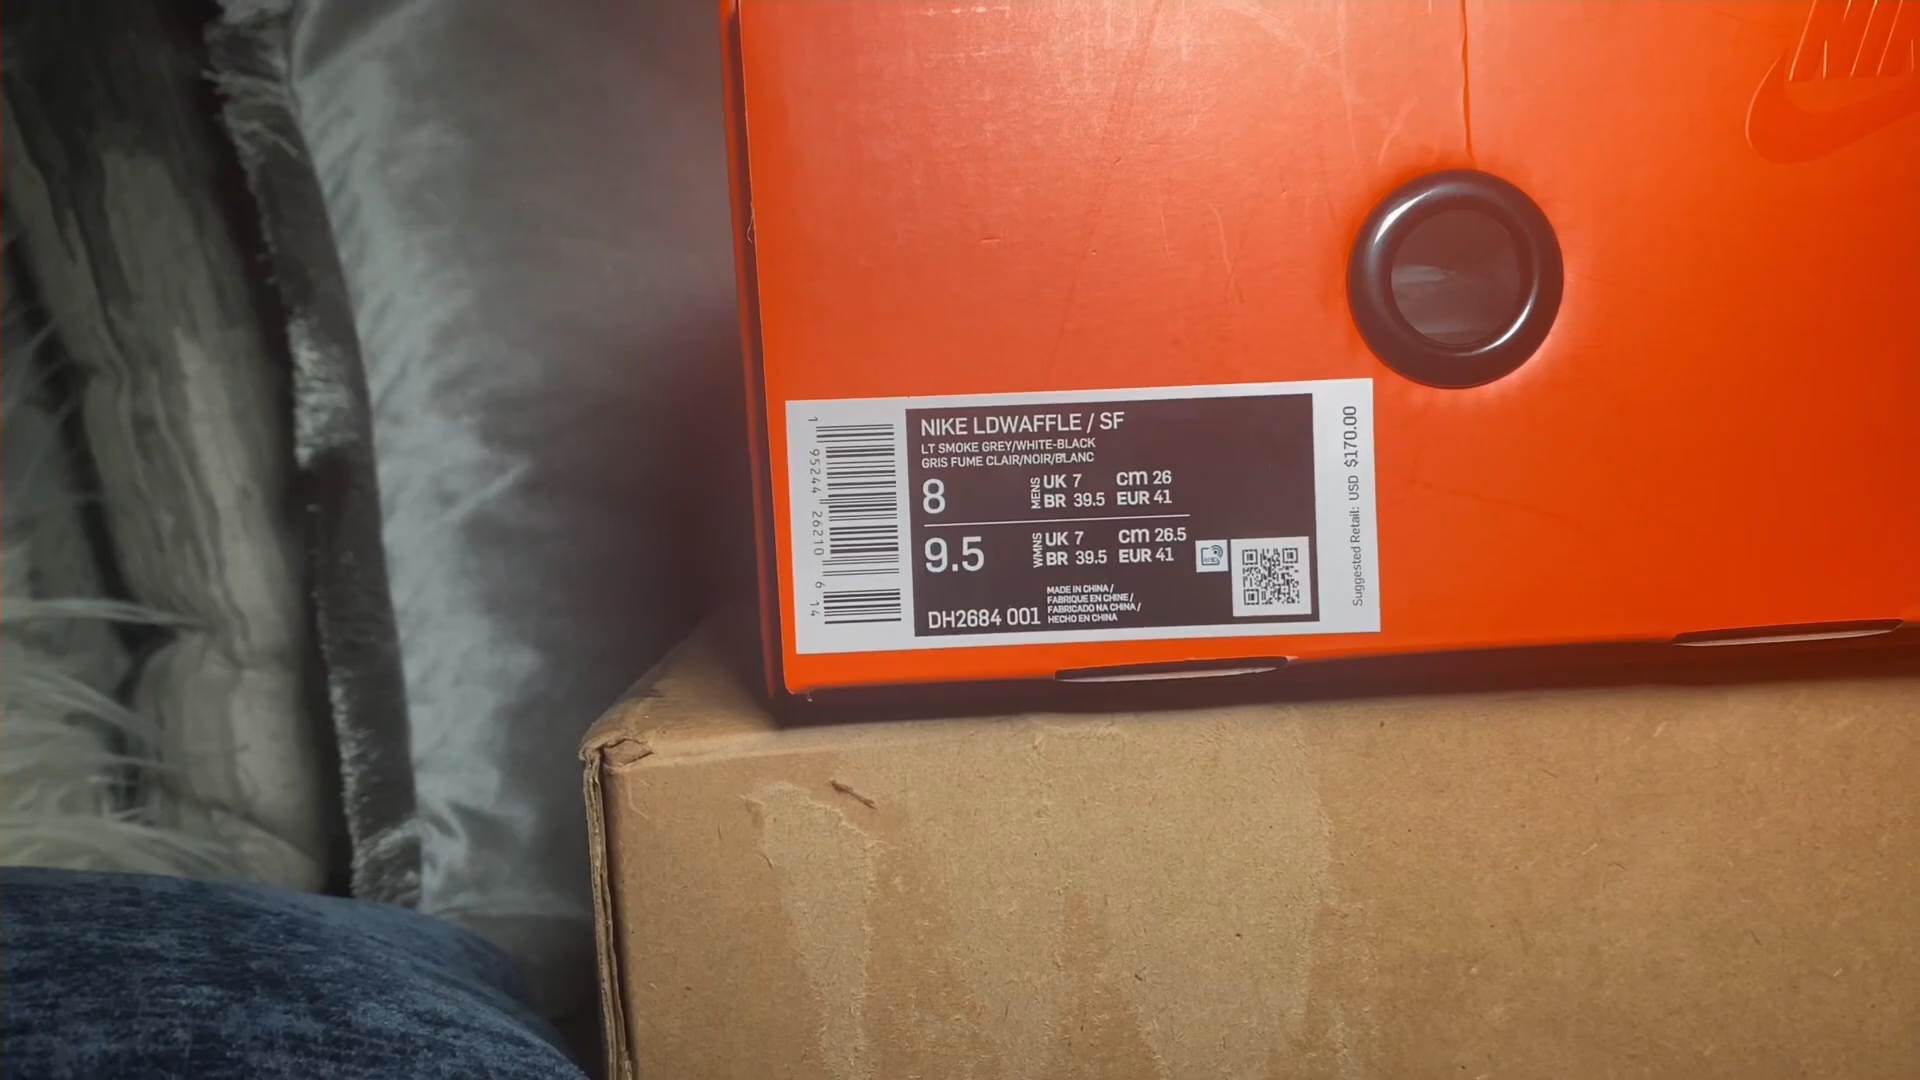 NIKE LDWAFFLE / SF
LT SMOKE GREY/WHITE-BLACK
GRIS FUME CLAIR/NOIR/BLANC
8 MENS UK 7 cm 26
BR 39.5 EUR 41
9.5 WMNS UK 7 cm 26.5
BR 39.5 EUR 41
MADE IN CHINA /
FABRIQUE EN CHINE /
FABRICADO NA CHINA /
HECHO EN CHINA
DH2684 001
1 95244 26210 6 14
Suggested Retail: USD $170.00